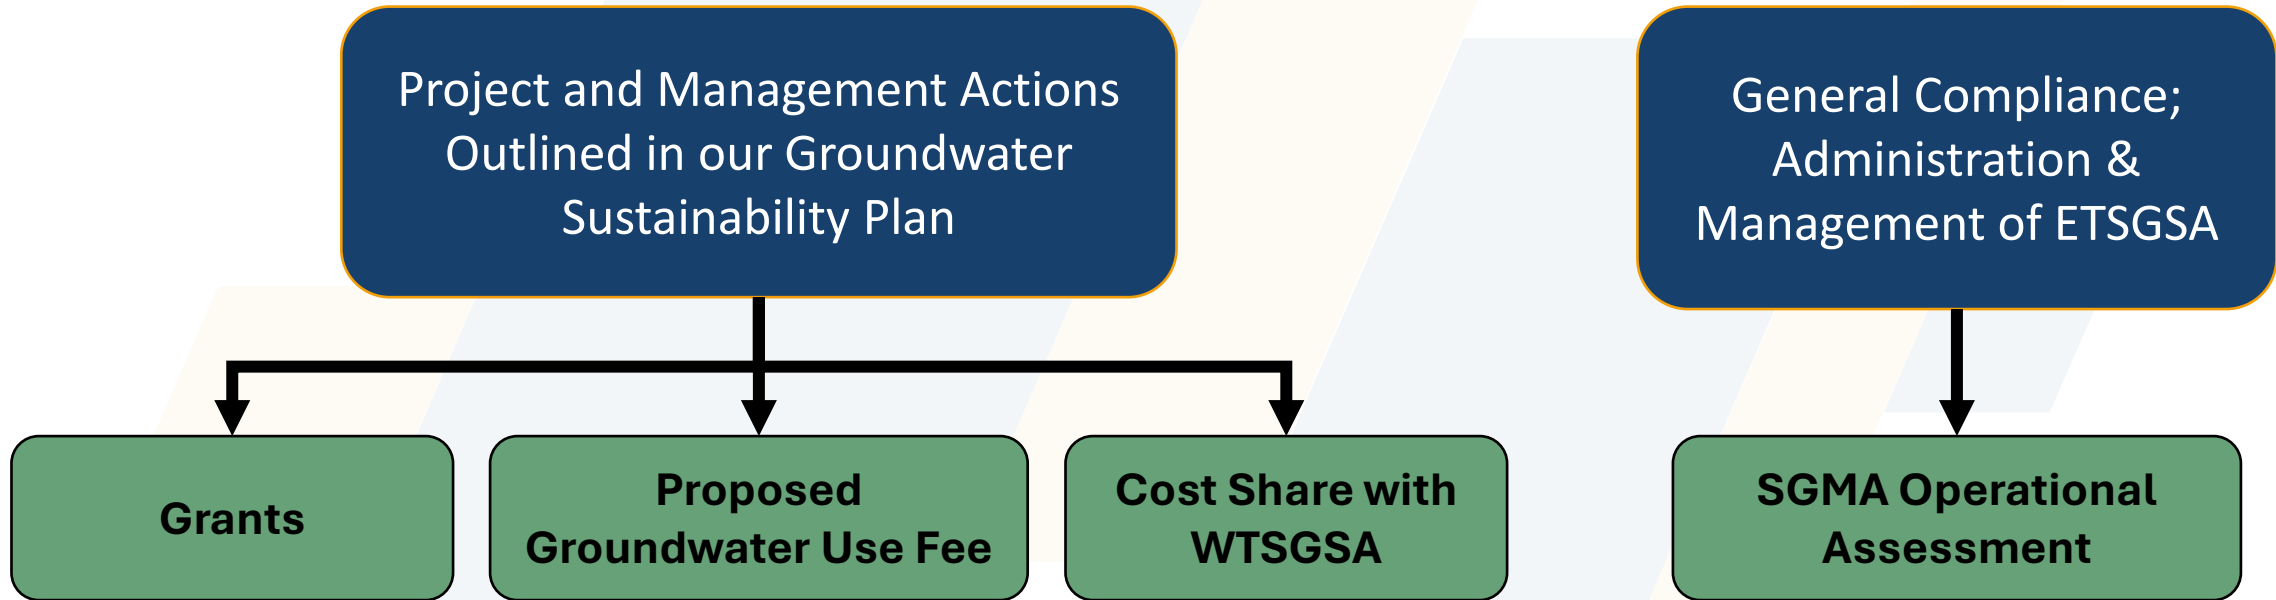 Project and Management Actions
Outlined in our Groundwater
Sustainability Plan
General Compliance;
Administration &
Management of ETSGSA
Grants
Proposed
Groundwater Use Fee
Cost Share with
WTSGSA
SGMA Operational
Assessment